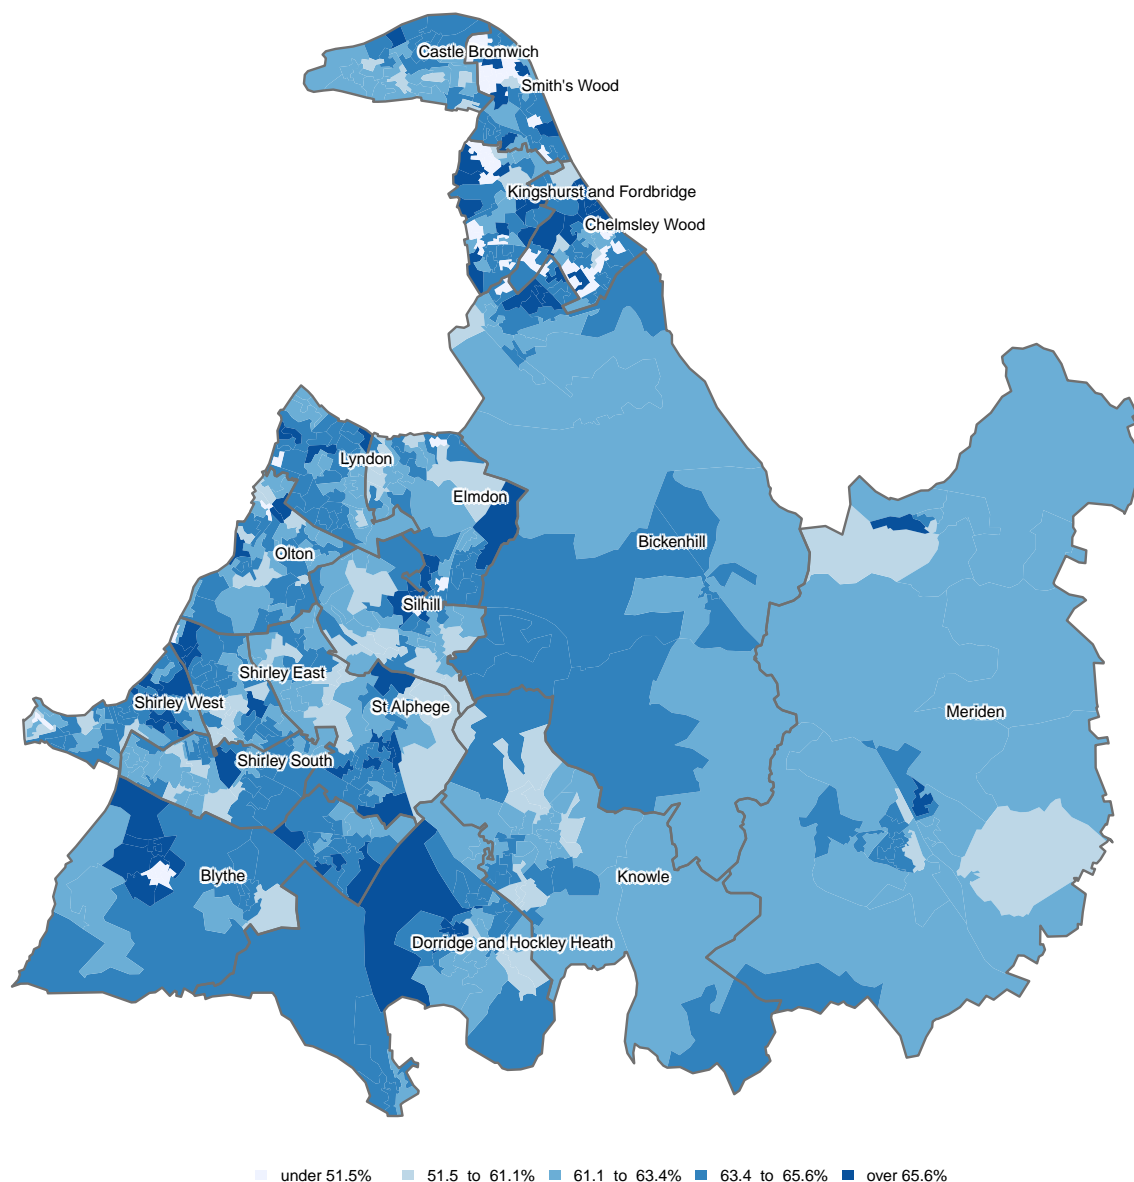 Castle Bromwich
Smith's Wood
Kingshurst and Fordbridge
Chelmsley Wood
Lyndon
Elmdon
Bickenhill
Olton
Silhill
Shirley East
Shirley West
St Alphege
Meriden
Shirley South
Blythe
Knowle
Dorridge and Hockley Heath
under 51.5% 51.5 to 61.1% 61.1 to 63.4% 63.4 to 65.6% over 65.6%